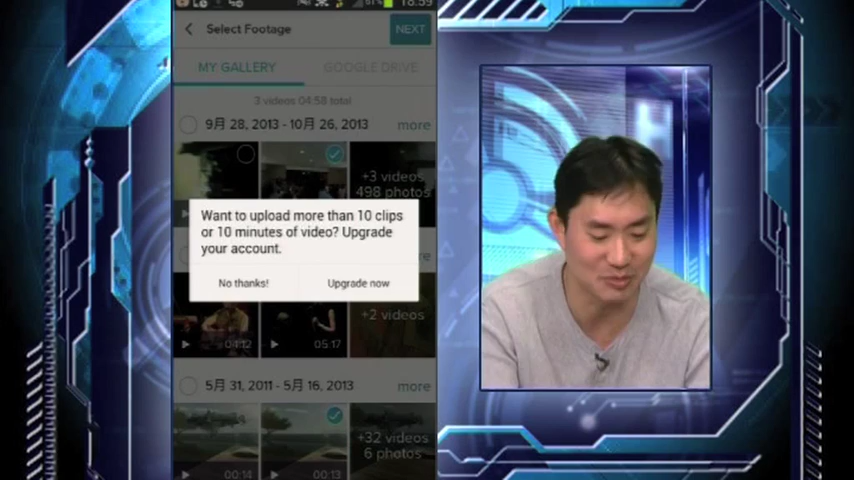 18:59
Select Footage
NEXT
MY GALLERY
GOOGLE DRIVE
3 videos 04:58 total
9月 28, 2013 - 10月 26, 2013
more
+3 videos
498 photos
Want to upload more than 10 clips
or 10 minutes of video? Upgrade
your account.
No thanks!
Upgrade now
04:12
05:17
+2 videos
5月 31, 2011 - 5月 16, 2013
more
+32 videos
6 photos
00:14
00:13